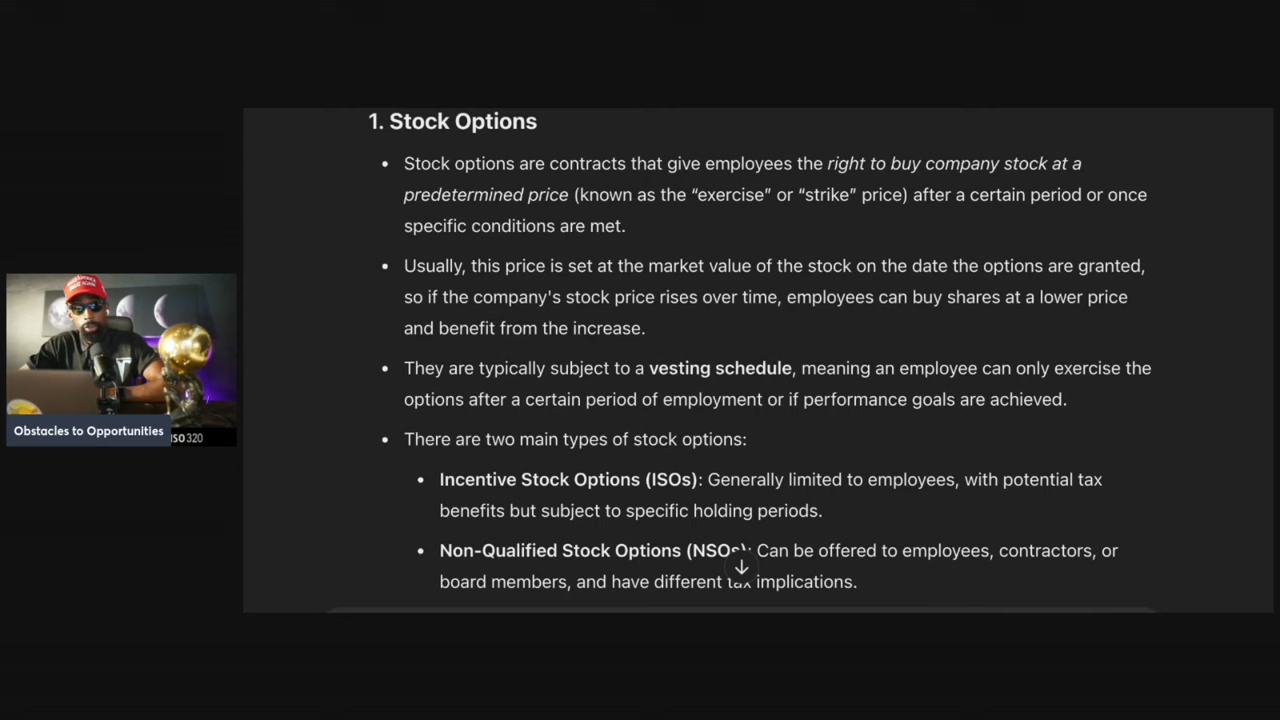 1. Stock Options
• Stock options are contracts that give employees the right to buy company stock at a
predetermined price (known as the “exercise” or “strike” price) after a certain period or once
specific conditions are met.
• Usually, this price is set at the market value of the stock on the date the options are granted,
so if the company's stock price rises over time, employees can buy shares at a lower price
and benefit from the increase.
• They are typically subject to a vesting schedule, meaning an employee can only exercise the
options after a certain period of employment or if performance goals are achieved.
• There are two main types of stock options:
• Incentive Stock Options (ISOs): Generally limited to employees, with potential tax
benefits but subject to specific holding periods.
• Non-Qualified Stock Options (NSOs): Can be offered to employees, contractors, or
board members, and have different tax implications.
Obstacles to Opportunities
ISO 320